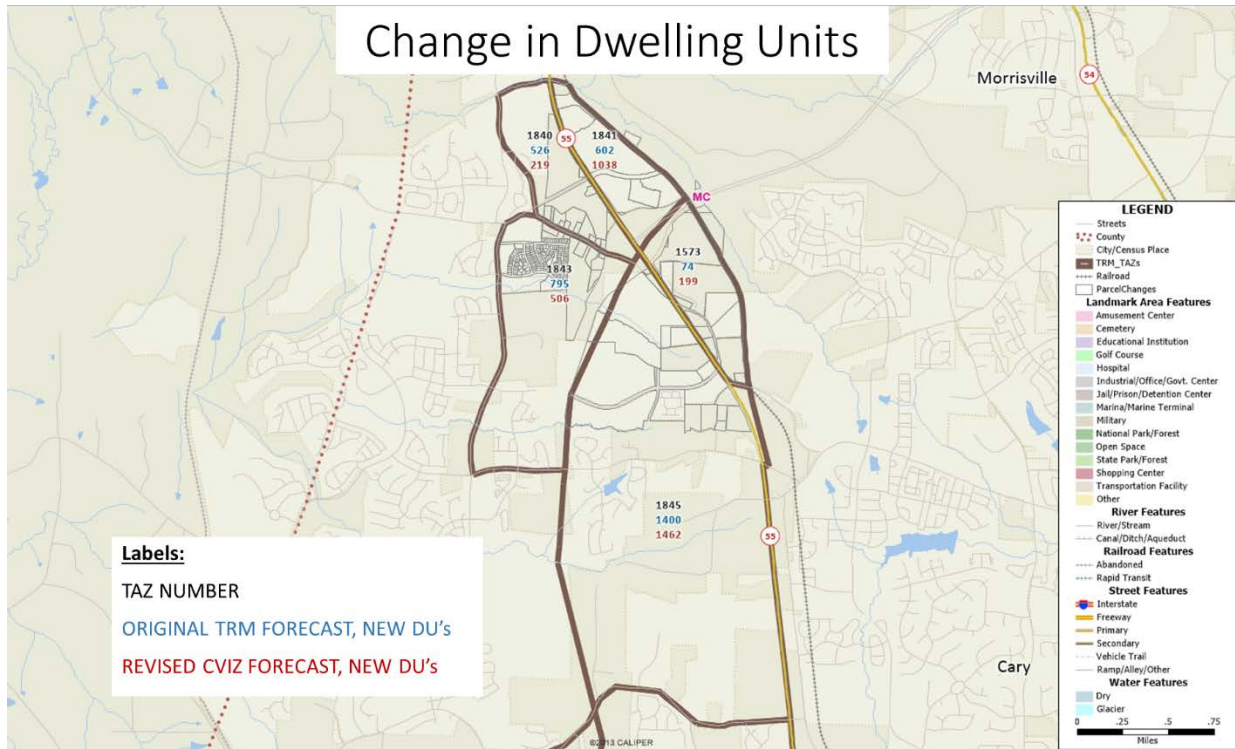 Change in Dwelling Units
Morrisville
54
55
1840
526
219
1841
602
1038
MC
1573
74
199
1843
795
506
1845
1400
1462
55
Cary
Labels:
TAZ NUMBER
ORIGINAL TRM FORECAST, NEW DU's
REVISED CVIZ FORECAST, NEW DU's
LEGEND
Streets
County
City/Census Place
TRM_TAZs
Railroad
ParcelChanges
Landmark Area Features
Amusement Center
Cemetery
Educational Institution
Golf Course
Hospital
Industrial/Office/Govt. Center
Jail/Prison/Detention Center
Marina/Marine Terminal
Military
National Park/Forest
Open Space
State Park/Forest
Shopping Center
Transportation Facility
Other
River Features
River/Stream
Canal/Ditch/Aqueduct
Railroad Features
Abandoned
Rapid Transit
Street Features
Interstate
Freeway
Primary
Secondary
Vehicle Trail
Ramp/Alley/Other
Water Features
Dry
Glacier
0 .25 .5 .75
Miles
©2013 CALIPER